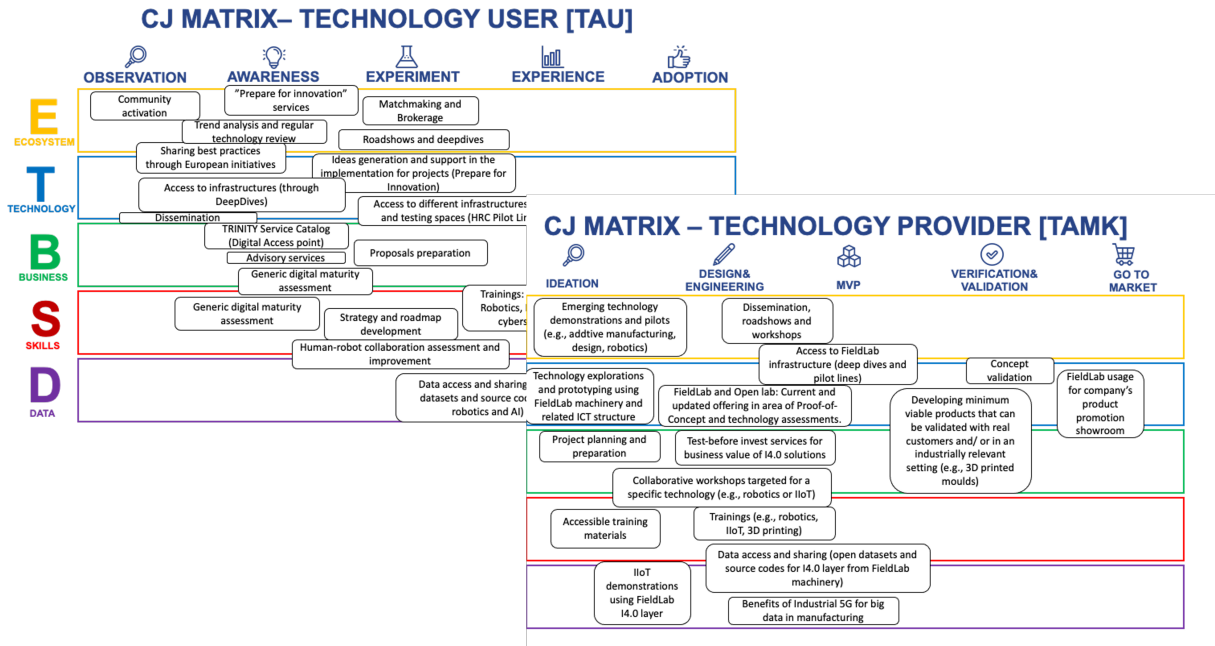 CJ MATRIX– TECHNOLOGY USER [TAU]
OBSERVATION
AWARENESS
EXPERIMENT
EXPERIENCE
ADOPTION
E
ECOSYSTEM
Community
activation
"Prepare for innovation"
services
Matchmaking and
Brokerage
Trend analysis and regular
technology review
Roadshows and deepdives
Sharing best practices
through European initiatives
T
TECHNOLOGY
Ideas generation and support in the
implementation for projects (Prepare for
Innovation)
Access to infrastructures (through
DeepDives)
Access to different infrastructures
and testing spaces (HRC Pilot
Dissemination
B
BUSINESS
TRINITY Service Catalog
(Digital Access point)
Advisory services
Proposals preparation
Generic digital maturity
assessment
S
SKILLS
Generic digital maturity
assessment
Strategy and roadmap
development
Trainings:
Robotics,
Human-robot collaboration assessment and
improvement
D
DATA
Data access and sharing
datasets and source
robotics and AI)
CJ MATRIX – TECHNOLOGY PROVIDER [TAMK]
IDEATION
DESIGN&
ENGINEERING
MVP
VERIFICATION&
VALIDATION
GO TO
MARKET
Emerging technology
demonstrations and pilots
(e.g., addtive manufacturing,
design, robotics)
Dissemination,
roadshows and
workshops
Access to FieldLab
infrastructure (deep dives and
pilot lines)
Concept
validation
Technology explorations
and prototyping using
FieldLab machinery and
related ICT structure
FieldLab and Open lab: Current and
updated offering in area of Proof-of-
Concept and technology assessments.
Developing minimum
viable products that can
be validated with real
customers and/ or in an
industrially relevant
setting (e.g., 3D printed
moulds)
FieldLab usage
for company's
product
promotion
showroom
Project planning and
preparation
Test-before invest services for
business value of I4.0 solutions
Collaborative workshops targeted for a
specific technology (e.g., robotics or IIoT)
Accessible training
materials
Trainings (e.g., robotics,
IIoT, 3D printing)
Data access and sharing (open datasets and
source codes for I4.0 layer from FieldLab
machinery)
IIoT
demonstrations
using FieldLab
I4.0 layer
Benefits of Industrial 5G for big
data in manufacturing